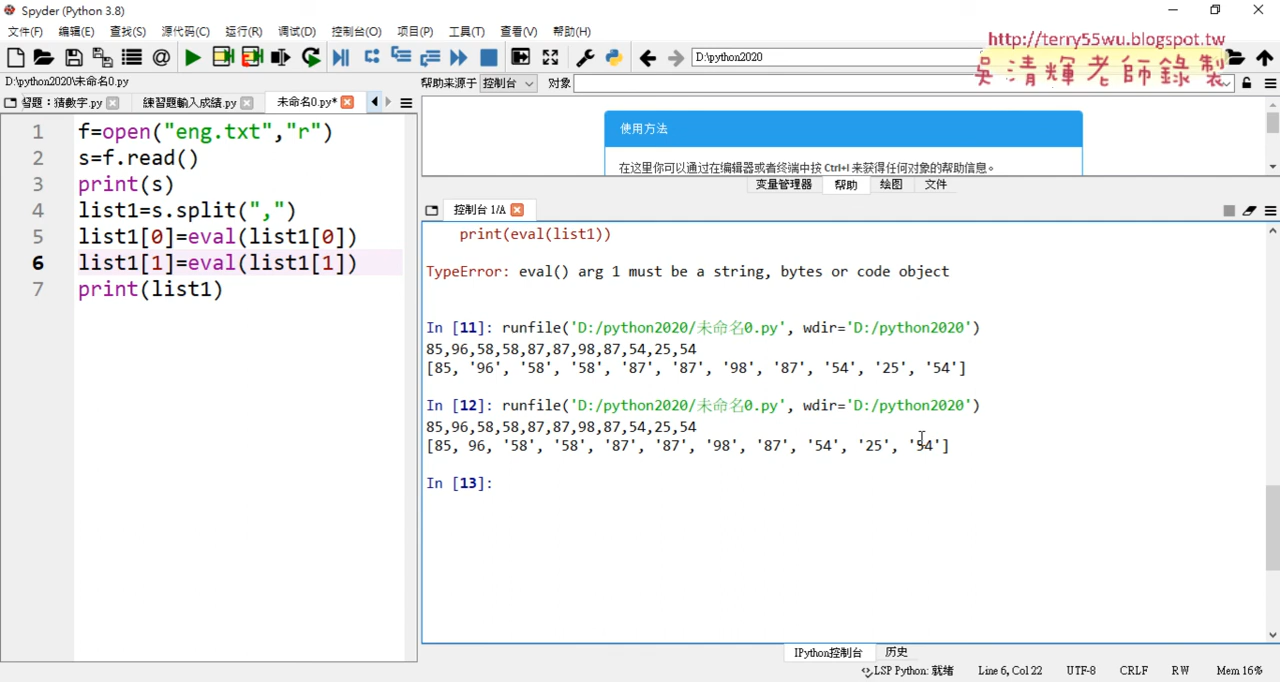 Spyder (Python 3.8)
文件(F) 编辑(E) 查找(S) 源代码(C) 运行(R) 调试(D) 控制台(O) 项目(P) 工具(T) 查看(V) 帮助(H)
http://terry55wu.blogspot.tw
D:\python2020
吳清輝老師錄製
D:\python2020\未命名0.py
帮助来源于 控制台 对象
習題：猜數字.py 練習題輸入成績.py 未命名0.py*
使用方法
在这里你可以通过在编辑器或者终端中按 Ctrl+I 来获得任何对象的帮助信息。
变量管理器 帮助 绘图 文件
控制台 1/A
1 f=open("eng.txt","r")
2 s=f.read()
3 print(s)
4 list1=s.split(",")
5 list1[0]=eval(list1[0])
6 list1[1]=eval(list1[1])
7 print(list1)
print(eval(list1))
TypeError: eval() arg 1 must be a string, bytes or code object
In [11]: runfile('D:/python2020/未命名0.py', wdir='D:/python2020')
85,96,58,58,87,87,98,87,54,25,54
[85, '96', '58', '58', '87', '87', '98', '87', '54', '25', '54']
In [12]: runfile('D:/python2020/未命名0.py', wdir='D:/python2020')
85,96,58,58,87,87,98,87,54,25,54
[85, 96, '58', '58', '87', '87', '98', '87', '54', '25', '54']
In [13]:
IPython控制台 历史
LSP Python: 就绪 Line 6, Col 22 UTF-8 CRLF RW Mem 16%